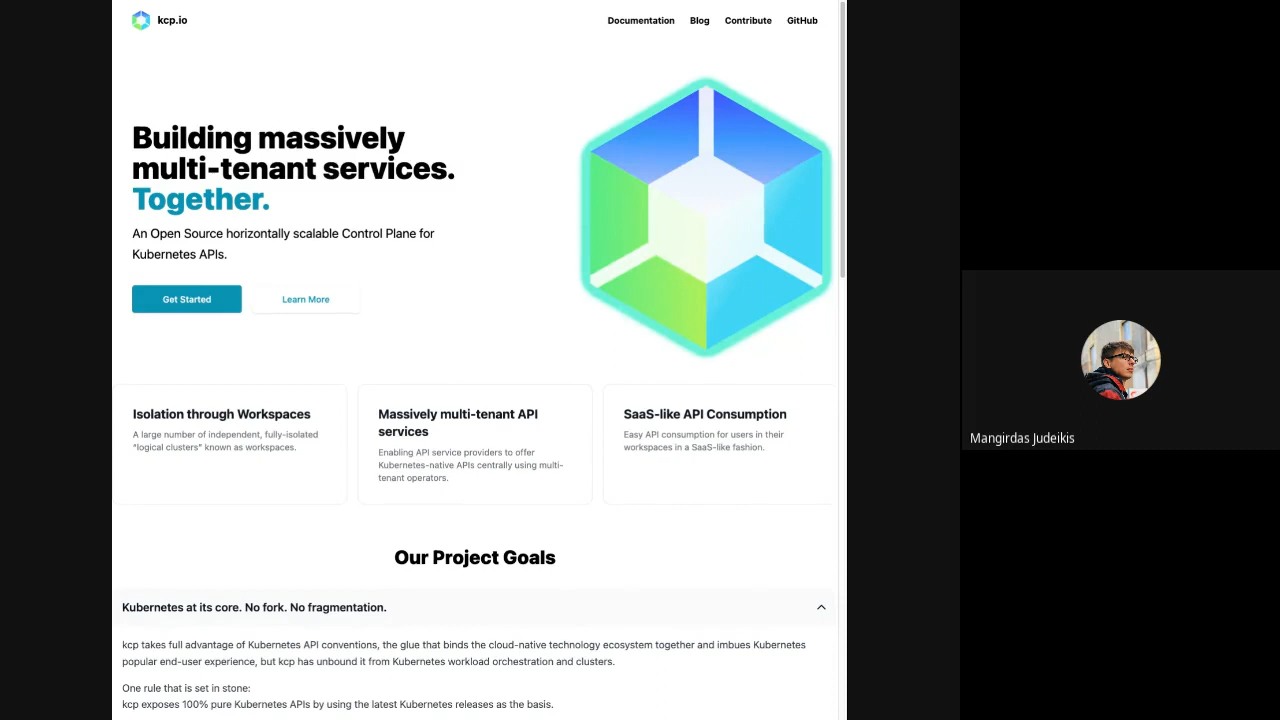 kcp.io
Documentation Blog Contribute GitHub
Building massively
multi-tenant services.
Together.
An Open Source horizontally scalable Control Plane for
Kubernetes APIs.
Get Started Learn More
Isolation through Workspaces
A large number of independent, fully-isolated
“logical clusters” known as workspaces.
Massively multi-tenant API
services
Enabling API service providers to offer
Kubernetes-native APIs centrally using multi-
tenant operators.
SaaS-like API Consumption
Easy API consumption for users in their
workspaces in a SaaS-like fashion.
Our Project Goals
Kubernetes at its core. No fork. No fragmentation.
kcp takes full advantage of Kubernetes API conventions, the glue that binds the cloud-native technology ecosystem together and imbues Kubernetes
popular end-user experience, but kcp has unbound it from Kubernetes workload orchestration and clusters.
One rule that is set in stone:
kcp exposes 100% pure Kubernetes APIs by using the latest Kubernetes releases as the basis.
Mangirdas Judeikis